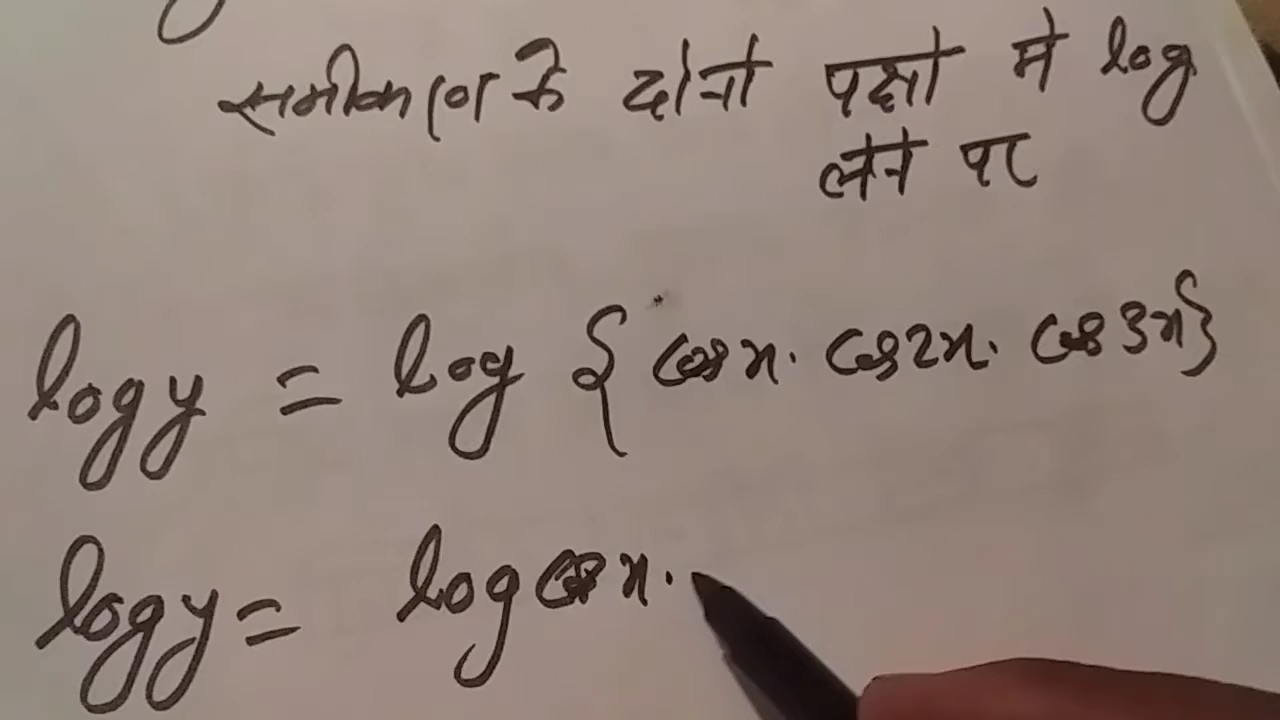 समीकरण के दोनो पक्षो मे log
लेने पर
log y = log { cos x. cos 2x. cos 3x}
log y = log cos x.